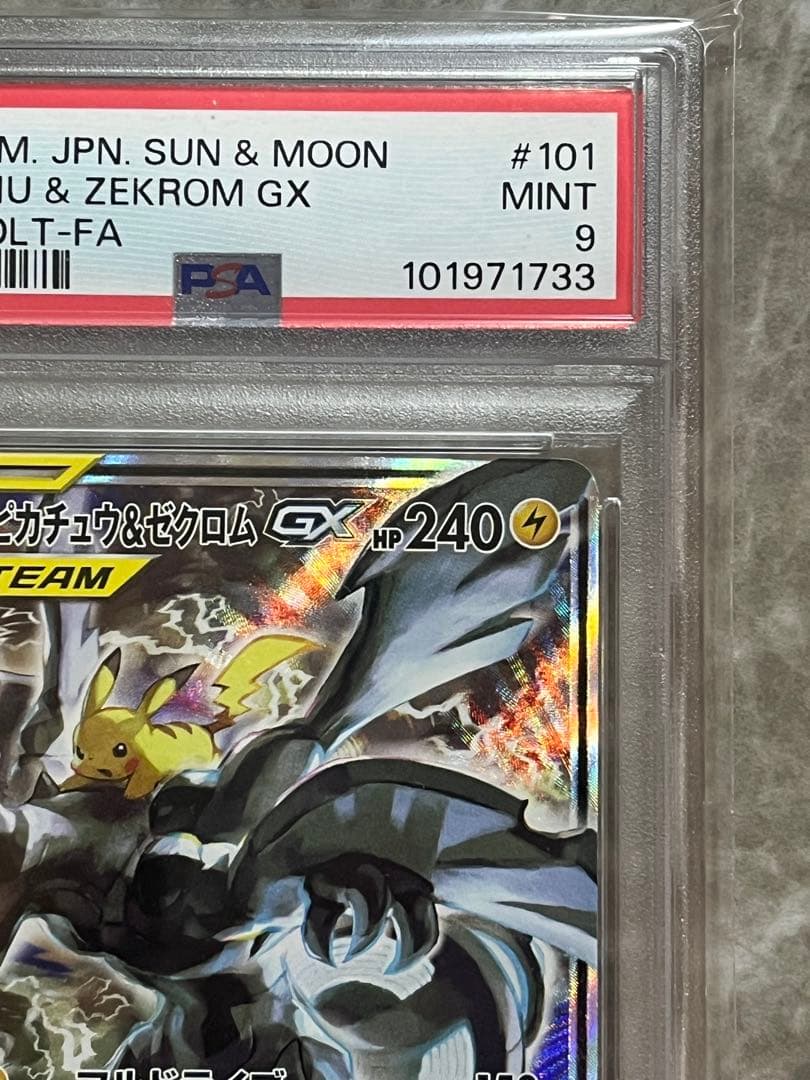 M. JPN. SUN & MOON #101
U & ZEKROM GX MINT
OLT-FA 9
PSA 101971733
ピカチュウ&ゼクロム GX HP 240
TEAM